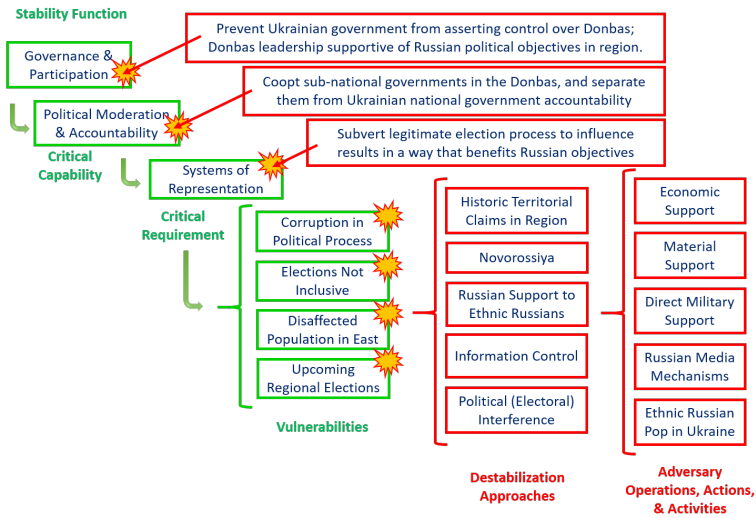 Stability Function
Prevent Ukrainian government from asserting control over Donbas;
Donbas leadership supportive of Russian political objectives in region.
Governance &
Participation
Coopt sub-national governments in the Donbas, and separate
them from Ukrainian national government accountability
Political Moderation
& Accountability
Critical
Capability
Subvert legitimate election process to influence
results in a way that benefits Russian objectives
Systems of
Representation
Critical
Requirement
Corruption in
Political Process
Elections Not
Inclusive
Disaffected
Population in East
Upcoming
Regional Elections
Vulnerabilities
Historic Territorial
Claims in Region
Novorossiya
Russian Support to
Ethnic Russians
Information Control
Political (Electoral)
Interference
Destabilization
Approaches
Economic
Support
Material
Support
Direct Military
Support
Russian Media
Mechanisms
Ethnic Russian
Pop in Ukraine
Adversary
Operations, Actions,
& Activities